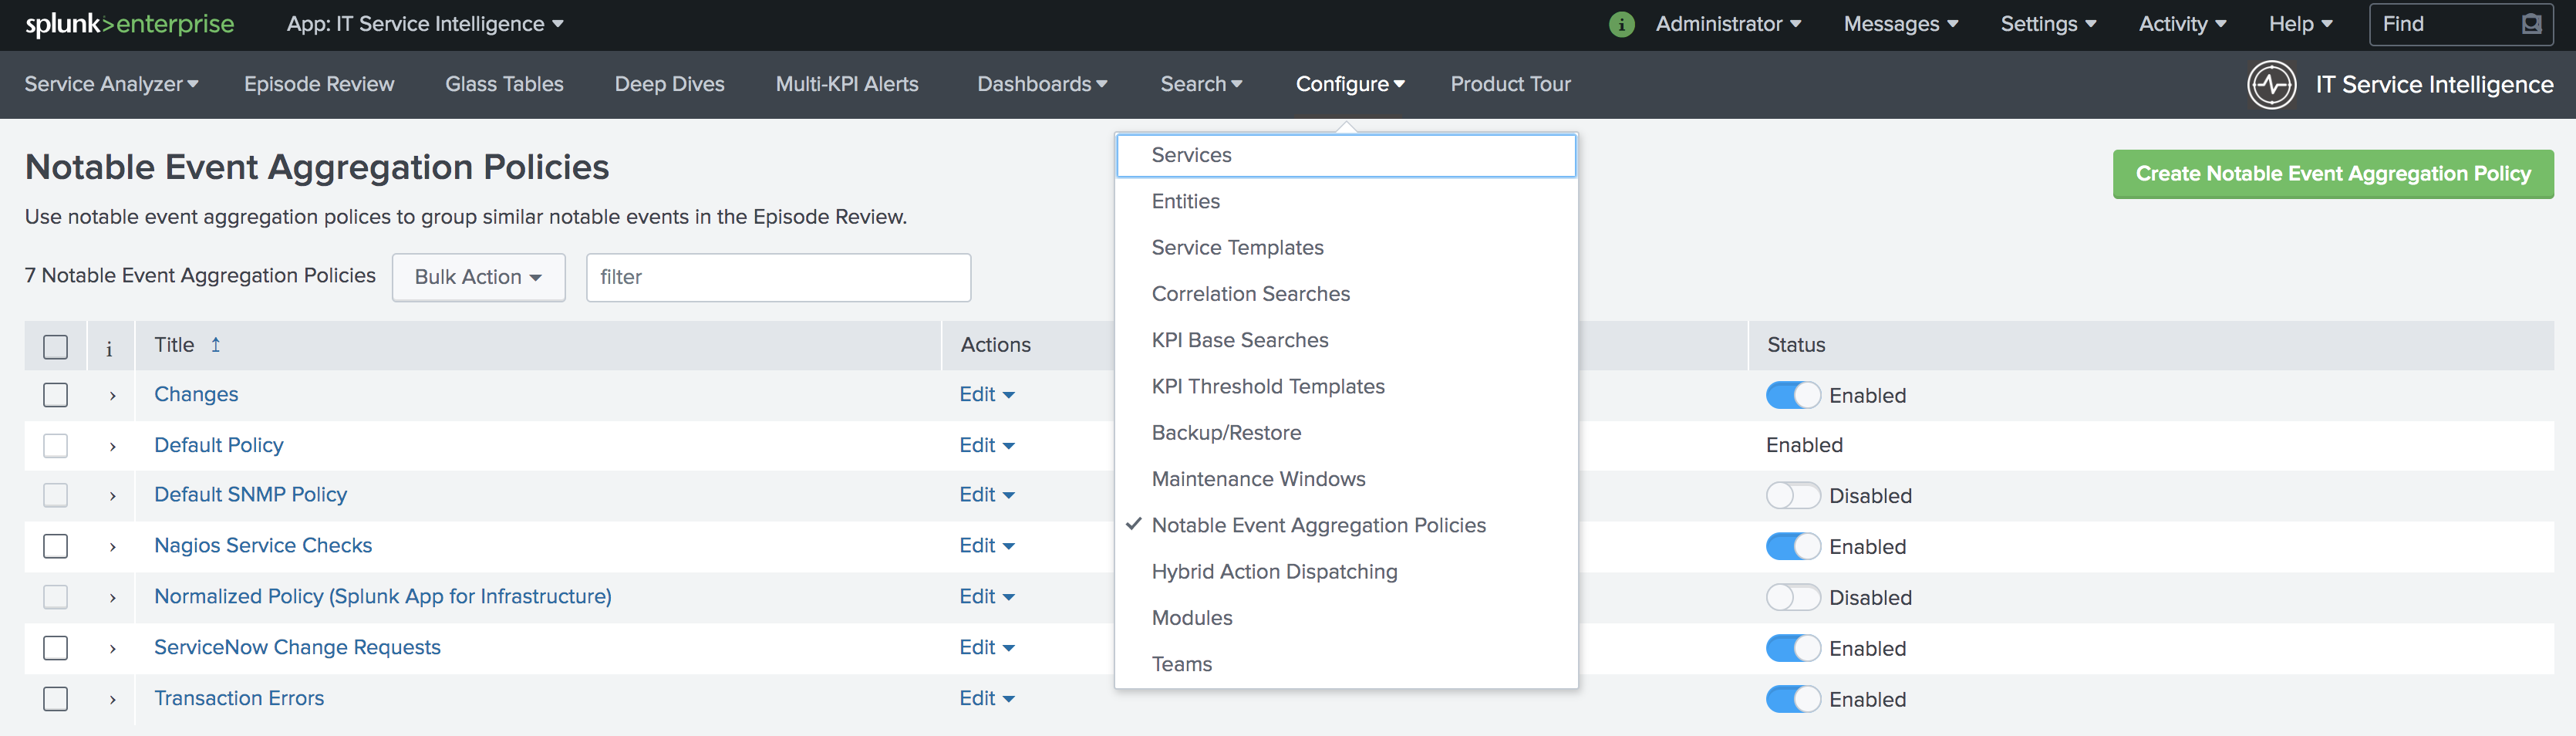 splunk>enterprise App: IT Service Intelligence i Administrator Messages Settings Activity Help Find
Service Analyzer Episode Review Glass Tables Deep Dives Multi-KPI Alerts Dashboards Search Configure Product Tour IT Service Intelligence
Notable Event Aggregation Policies
Create Notable Event Aggregation Policy
Use notable event aggregation polices to group similar notable events in the Episode Review.
7 Notable Event Aggregation Policies Bulk Action filter
i Title Actions Status
Changes Edit Enabled
Default Policy Edit Enabled
Default SNMP Policy Edit Disabled
Nagios Service Checks Edit Enabled
Normalized Policy (Splunk App for Infrastructure) Edit Disabled
ServiceNow Change Requests Edit Enabled
Transaction Errors Edit Enabled
Services
Entities
Service Templates
Correlation Searches
KPI Base Searches
KPI Threshold Templates
Backup/Restore
Maintenance Windows
Notable Event Aggregation Policies
Hybrid Action Dispatching
Modules
Teams